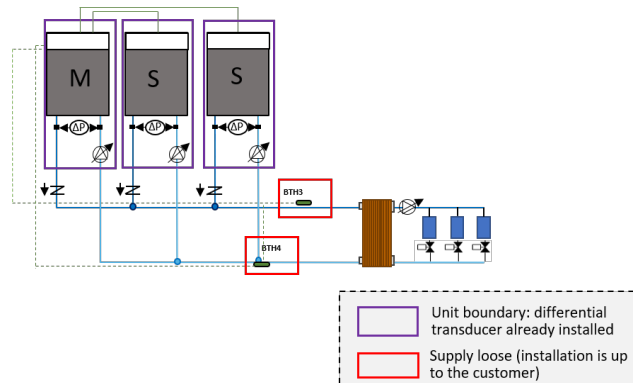 M
S
S
ΔP
ΔP
ΔP
BTH3
BTH4
Unit boundary: differential
transducer already installed
Supply loose (installation is up
to the customer)